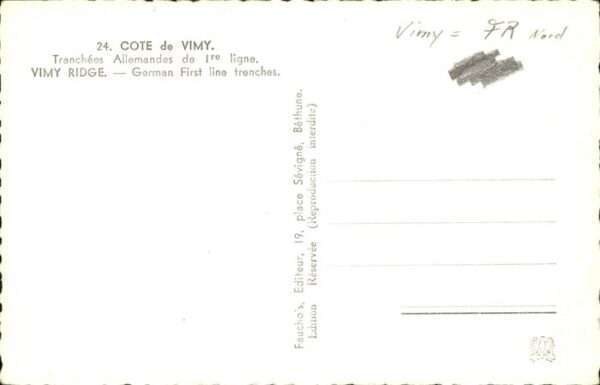 24. COTE de VIMY.
Tranchées Allemandes de 1re ligne.
VIMY RIDGE. — German First line trenches.
Vimy = FR Nord
Faucho's, Editeur, 19, place Sévigné, Béthune.
Edition Réservée (Reproduction interdite)